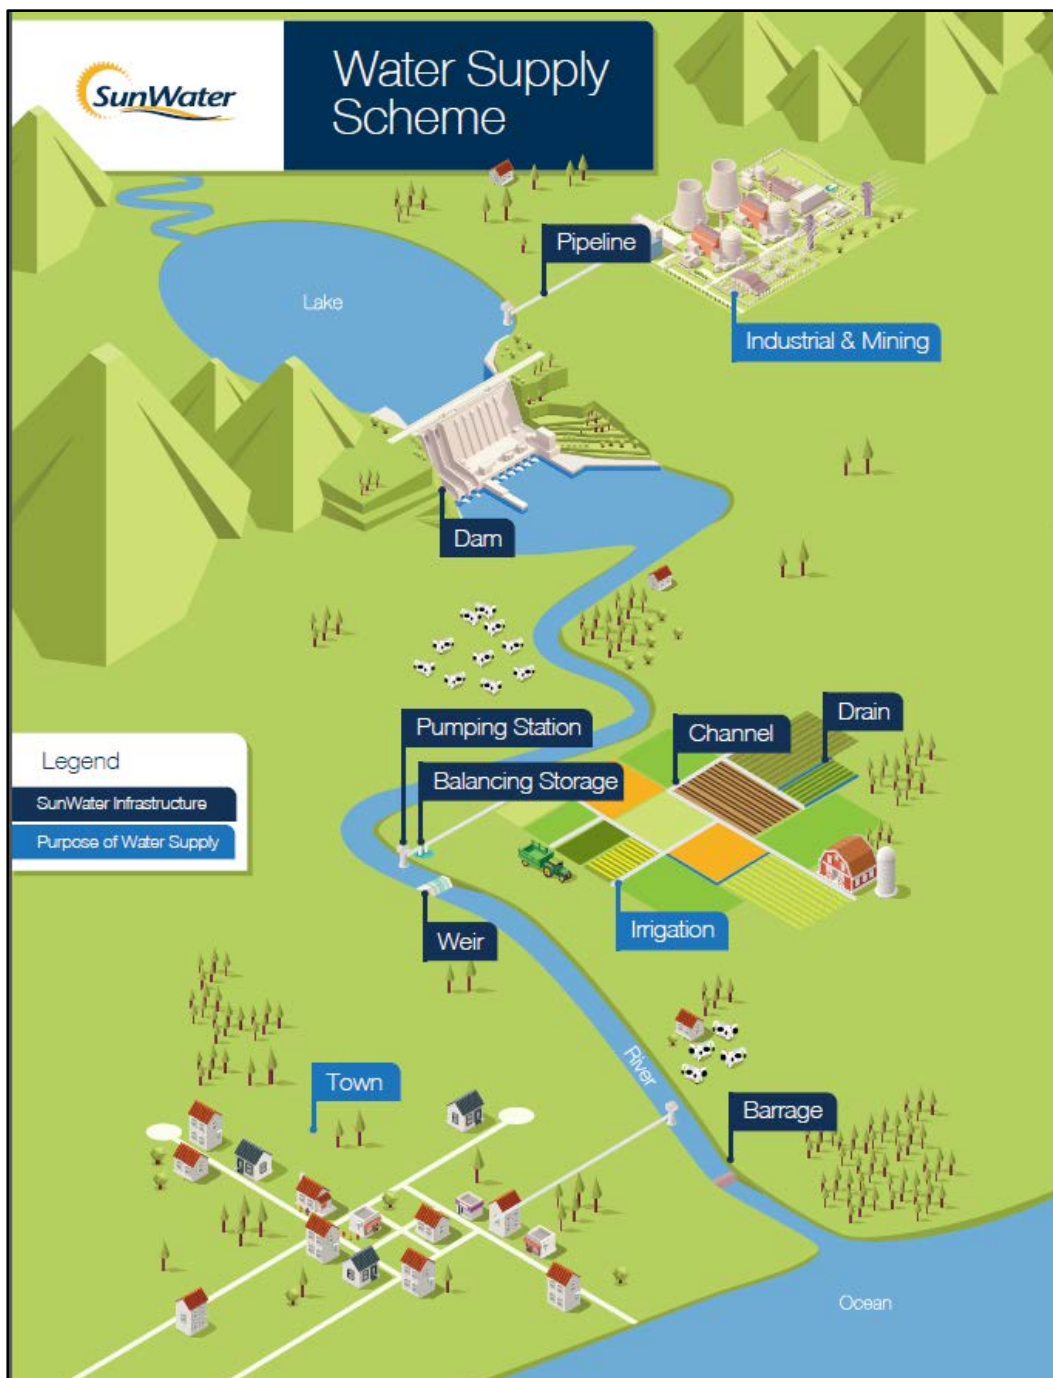 SunWater
Water Supply
Scheme
Pipeline
Lake
Industrial & Mining
Dam
Pumping Station
Channel
Drain
Balancing Storage
Legend
SunWater Infrastructure
Purpose of Water Supply
Irrigation
Weir
River
Town
Barrage
Ocean